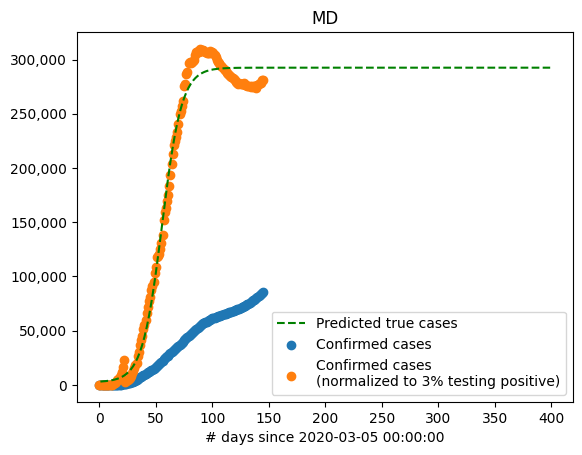 MD
300,000
250,000
200,000
150,000
100,000
50,000
0
0 50 100 150 200 250 300 350 400
# days since 2020-03-05 00:00:00
Predicted true cases
Confirmed cases
Confirmed cases
(normalized to 3% testing positive)